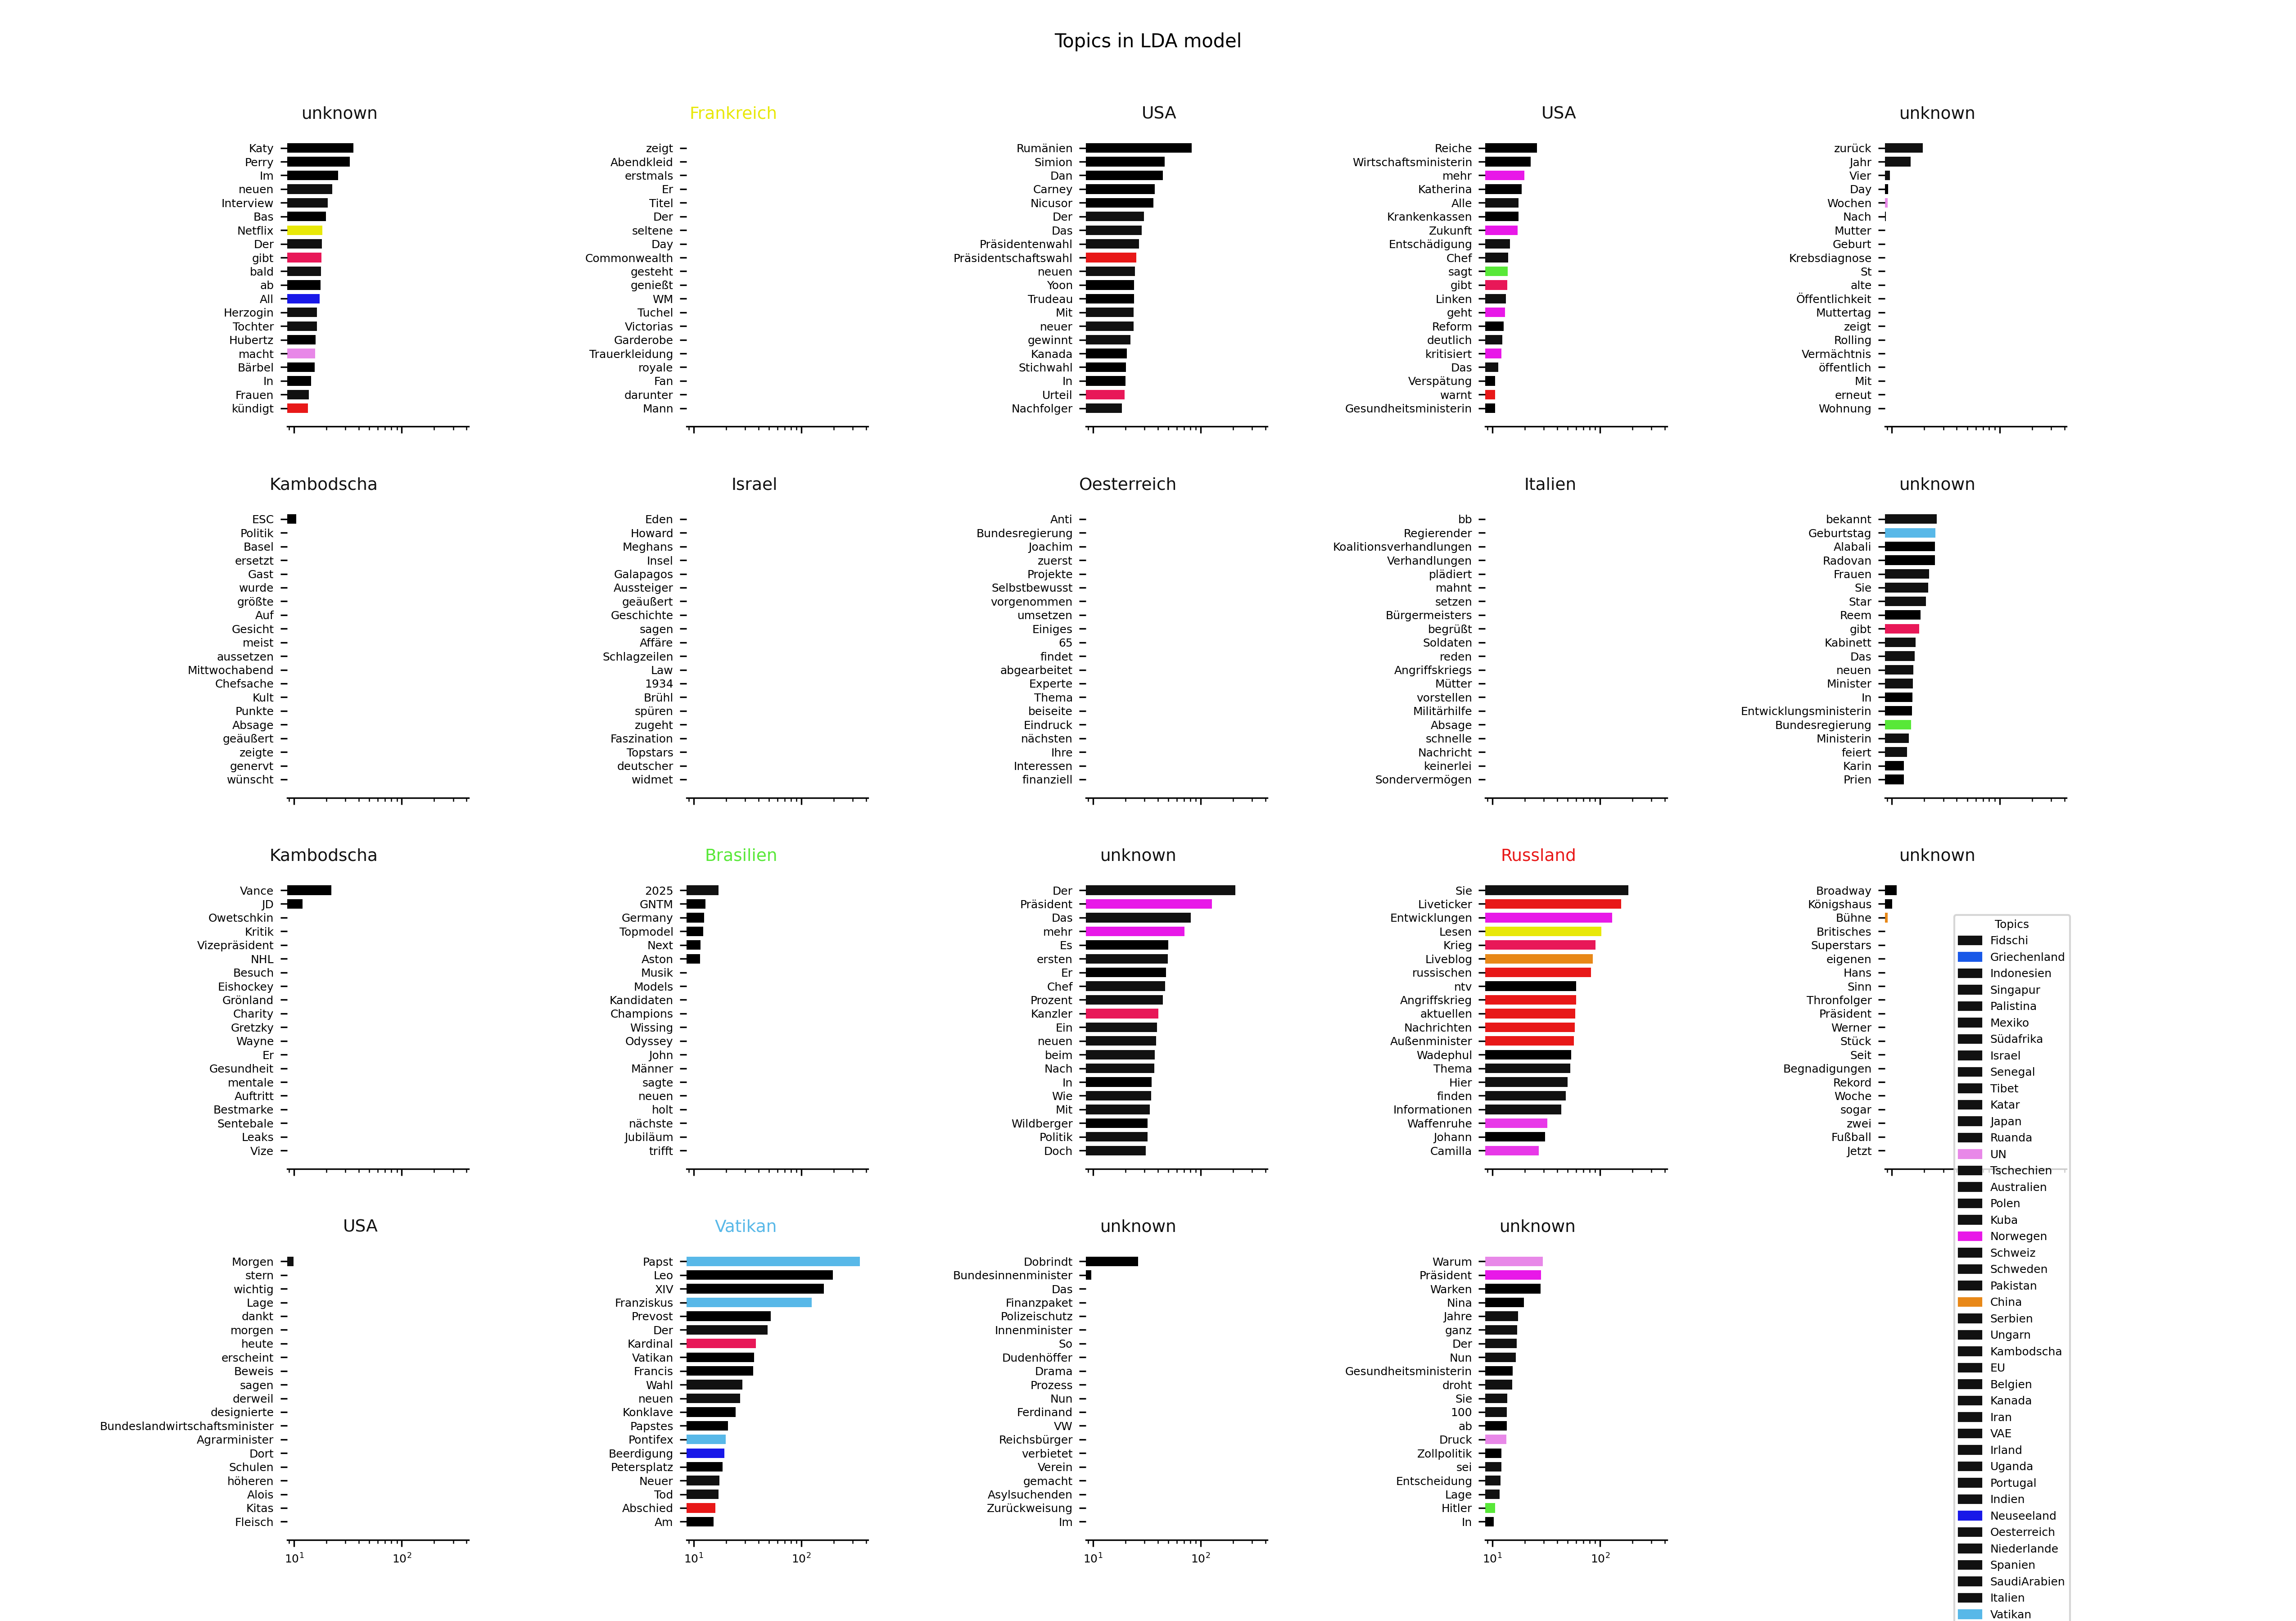 Topics in LDA model
unknown
Katy
Perry
Im
neuen
Interview
Bas
Netflix
Der
gibt
bald
ab
All
Herzogin
Tochter
Hubertz
macht
Bärbel
In
Frauen
kündigt
Frankreich
zeigt
Abendkleid
erstmals
Er
Titel
Der
seltene
Day
Commonwealth
gesteht
genießt
WM
Tuchel
Victorias
Garderobe
Trauerkleidung
royale
Fan
darunter
Mann
USA
Rumänien
Simion
Dan
Carney
Nicusor
Der
Das
Präsidentenwahl
Präsidentschaftswahl
neuen
Yoon
Trudeau
Mit
neuer
gewinnt
Kanada
Stichwahl
In
Urteil
Nachfolger
USA
Reiche
Wirtschaftsministerin
mehr
Katherina
Alle
Krankenkassen
Zukunft
Entschädigung
Chef
sagt
gibt
Linken
geht
Reform
deutlich
kritisiert
Das
Verspätung
warnt
Gesundheitsministerin
unknown
zurück
Jahr
Vier
Day
Wochen
Nach
Mutter
Geburt
Krebsdiagnose
St
alte
Öffentlichkeit
Muttertag
zeigt
Rolling
Vermächtnis
öffentlich
Mit
erneut
Wohnung
Kambodscha
ESC
Politik
Basel
ersetzt
Gast
wurde
größte
Auf
Gesicht
meist
aussetzen
Mittwochabend
Chefsache
Kult
Punkte
Absage
geäußert
zeigte
genervt
wünscht
Israel
Eden
Howard
Meghans
Insel
Galapagos
Aussteiger
geäußert
Geschichte
sagen
Affäre
Schlagzeilen
Law
1934
Brühl
spüren
zugeht
Faszination
Topstars
deutscher
widmet
Oesterreich
Anti
Bundesregierung
Joachim
zuerst
Projekte
Selbstbewusst
vorgenommen
umsetzen
Einiges
65
findet
abgearbeitet
Experte
Thema
beiseite
Eindruck
nächsten
Ihre
Interessen
finanziell
Italien
bb
Regierender
Koalitionsverhandlungen
Verhandlungen
plädiert
mahnt
setzen
Bürgermeisters
begrüßt
Soldaten
reden
Angriffskriegs
Mütter
vorstellen
Militärhilfe
Absage
schnelle
Nachricht
keinerlei
Sondervermögen
unknown
bekannt
Geburtstag
Alabali
Radovan
Frauen
Sie
Star
Reem
gibt
Kabinett
Das
neuen
Minister
In
Entwicklungsministerin
Bundesregierung
Ministerin
feiert
Karin
Prien
Kambodscha
Vance
JD
Owetschkin
Kritik
Vizepräsident
NHL
Besuch
Eishockey
Grönland
Charity
Gretzky
Wayne
Er
Gesundheit
mentale
Auftritt
Bestmarke
Sentebale
Leaks
Vize
Brasilien
2025
GNTM
Germany
Topmodel
Next
Aston
Musik
Models
Kandidaten
Champions
Wissing
Odyssey
John
Männer
sagte
neuen
holt
nächste
Jubiläum
trifft
unknown
Der
Präsident
Das
mehr
Es
ersten
Er
Chef
Prozent
Kanzler
Ein
neuen
beim
Nach
In
Wie
Mit
Wildberger
Politik
Doch
Russland
Sie
Liveticker
Entwicklungen
Lesen
Krieg
Liveblog
russischen
ntv
Angriffskrieg
aktuellen
Nachrichten
Außenminister
Wadephul
Thema
Hier
finden
Informationen
Waffenruhe
Johann
Camilla
unknown
Broadway
Königshaus
Bühne
Britisches
Superstars
eigenen
Hans
Sinn
Thronfolger
Präsident
Werner
Stück
Seit
Begnadigungen
Rekord
Woche
sogar
zwei
Fußball
Jetzt
USA
Morgen
stern
wichtig
Lage
dankt
morgen
heute
erscheint
Beweis
sagen
derweil
designierte
Bundeslandwirtschaftsminister
Agrarminister
Dort
Schulen
höheren
Alois
Kitas
Fleisch
10¹ 10²
Vatikan
Papst
Leo
XIV
Franziskus
Prevost
Der
Kardinal
Vatikan
Francis
Wahl
neuen
Konklave
Papstes
Pontifex
Beerdigung
Petersplatz
Neuer
Tod
Abschied
Am
10¹ 10²
unknown
Dobrindt
Bundesinnenminister
Das
Finanzpaket
Polizeischutz
Innenminister
So
Dudenhöffer
Drama
Prozess
Nun
Ferdinand
VW
Reichsbürger
verbietet
Verein
gemacht
Asylsuchenden
Zurückweisung
Im
10¹ 10²
unknown
Warum
Präsident
Warken
Nina
Jahre
ganz
Der
Nun
Gesundheitsministerin
droht
Sie
100
ab
Druck
Zollpolitik
sei
Entscheidung
Lage
Hitler
In
10¹ 10²
Topics
Fidschi
Griechenland
Indonesien
Singapur
Palistina
Mexiko
Südafrika
Israel
Senegal
Tibet
Katar
Japan
Ruanda
UN
Tschechien
Australien
Polen
Kuba
Norwegen
Schweiz
Schweden
Pakistan
China
Serbien
Ungarn
Kambodscha
EU
Belgien
Kanada
Iran
VAE
Irland
Uganda
Portugal
Indien
Neuseeland
Oesterreich
Niederlande
Spanien
SaudiArabien
Italien
Vatikan